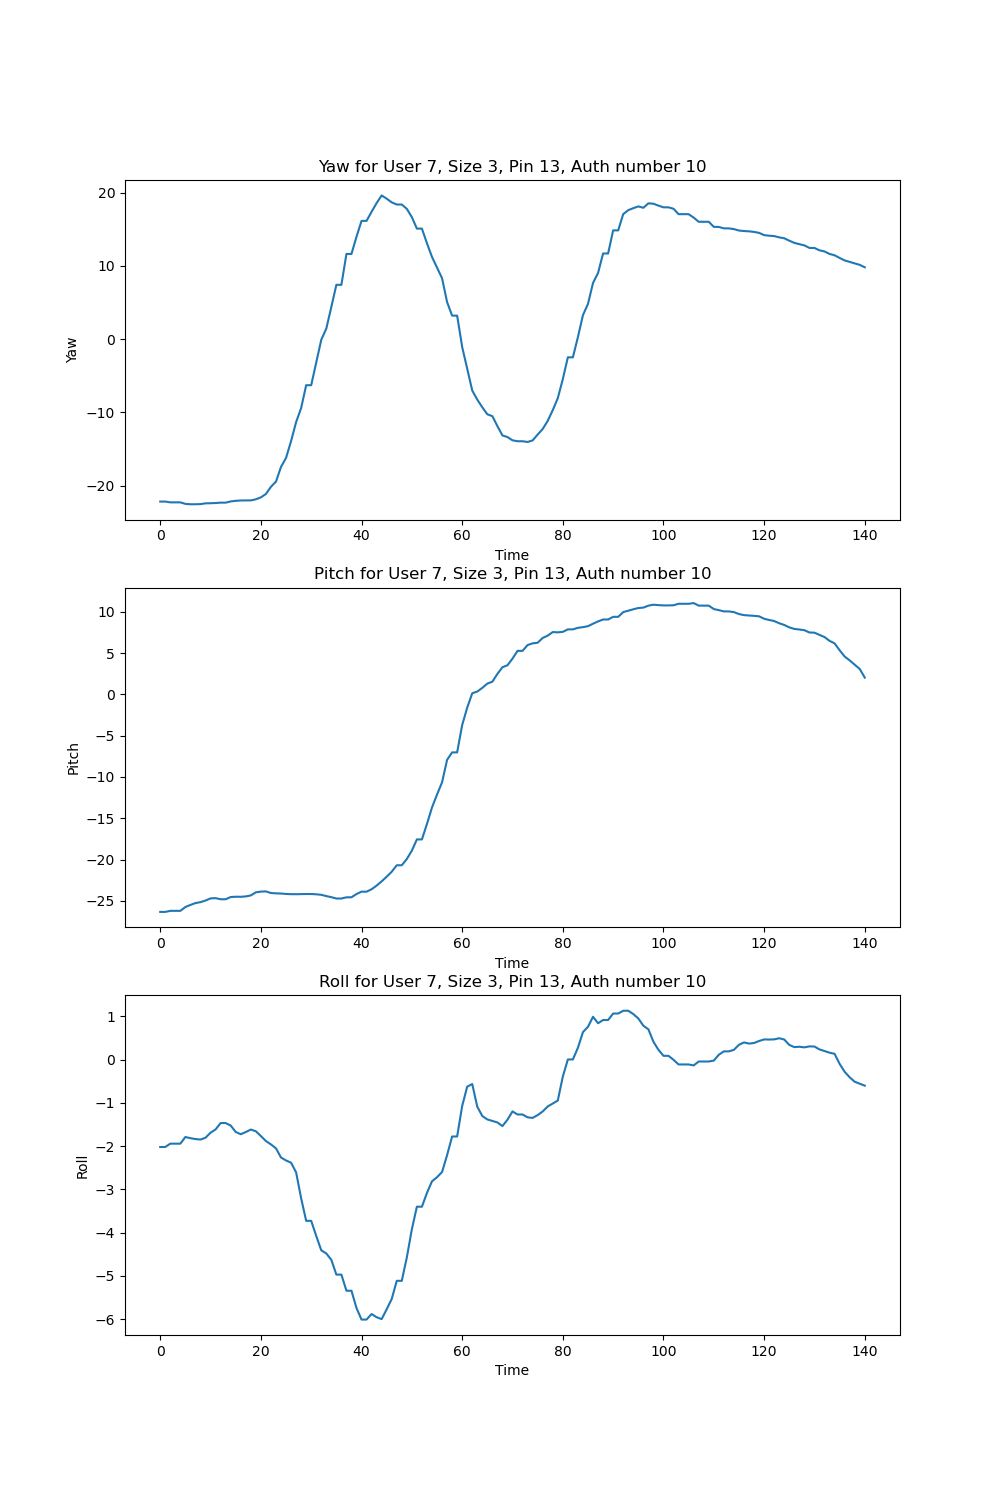 Yaw for User 7, Size 3, Pin 13, Auth number 10
20
10
0
−10
−20
Yaw
0 20 40 60 80 100 120 140
Time
Pitch for User 7, Size 3, Pin 13, Auth number 10
10
5
0
−5
−10
−15
−20
−25
Pitch
0 20 40 60 80 100 120 140
Time
Roll for User 7, Size 3, Pin 13, Auth number 10
1
0
−1
−2
−3
−4
−5
−6
Roll
0 20 40 60 80 100 120 140
Time